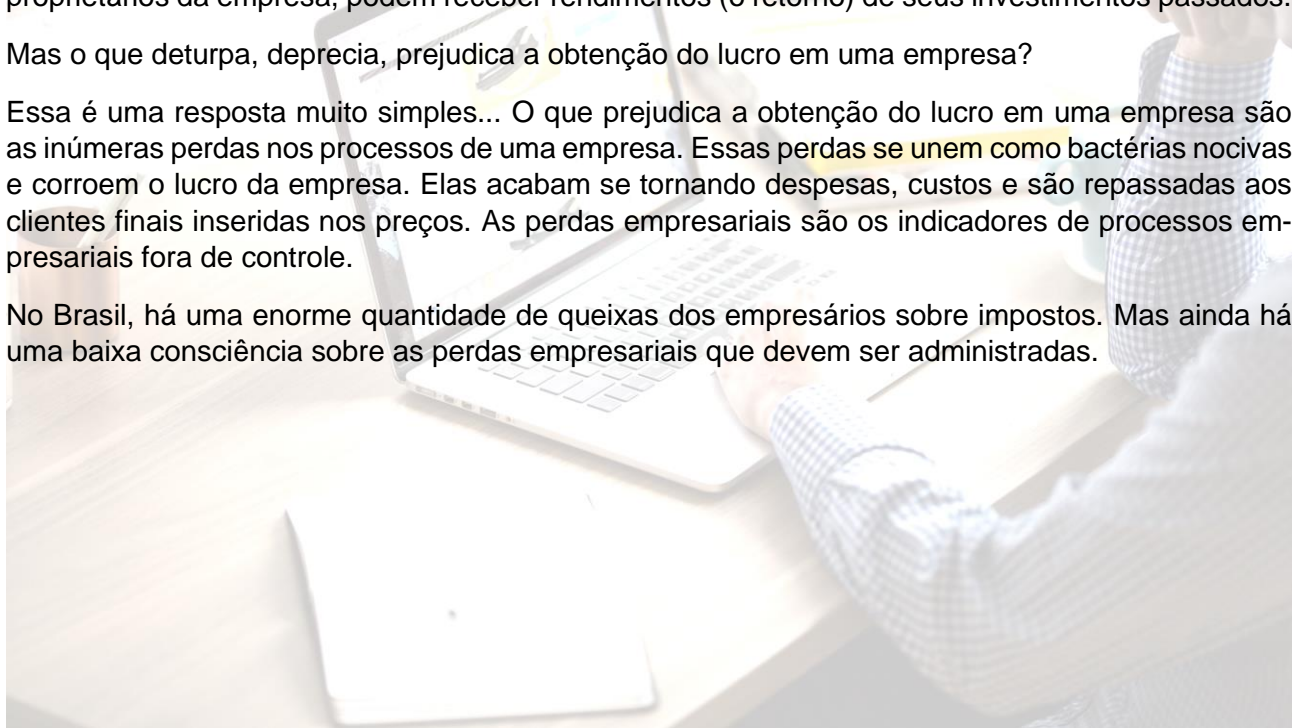 proprietários da empresa, podem receber rendimentos (o retorno) de seus investimentos passados.
Mas o que deturpa, deprecia, prejudica a obtenção do lucro em uma empresa?
Essa é uma resposta muito simples... O que prejudica a obtenção do lucro em uma empresa são
as inúmeras perdas nos processos de uma empresa. Essas perdas se unem como bactérias nocivas
e corroem o lucro da empresa. Elas acabam se tornando despesas, custos e são repassadas aos
clientes finais inseridas nos preços. As perdas empresariais são os indicadores de processos em-
presariais fora de controle.
No Brasil, há uma enorme quantidade de queixas dos empresários sobre impostos. Mas ainda há
uma baixa consciência sobre as perdas empresariais que devem ser administradas.